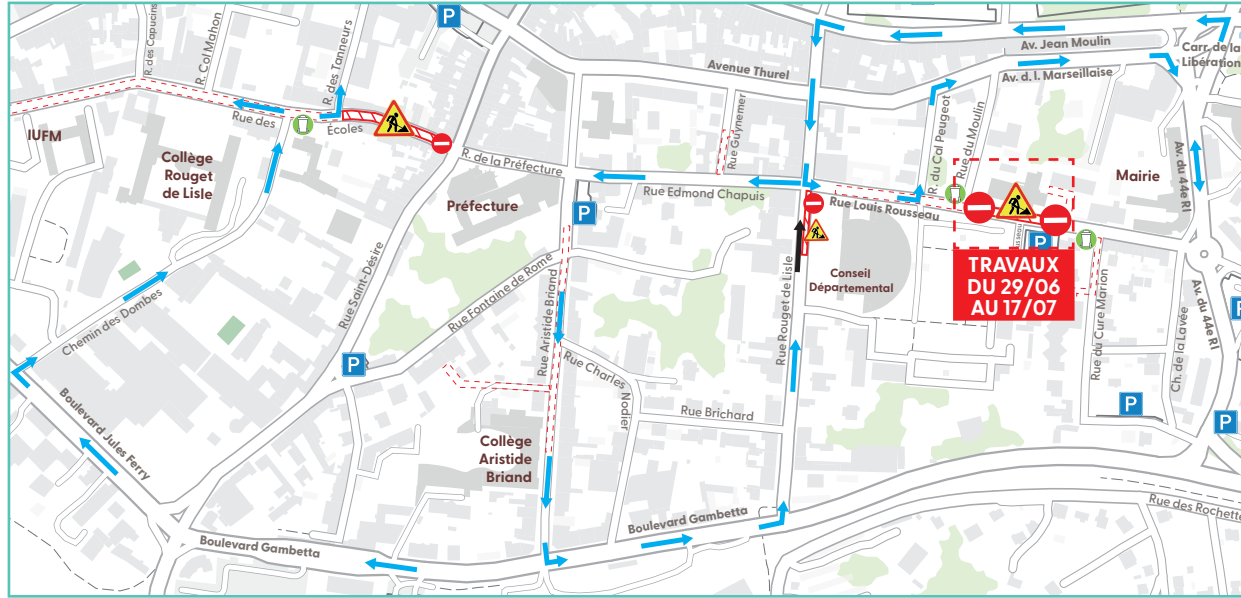 P
R. des Capucins
R. Col Mahon
R. des Tanneurs
Av. Jean Moulin
Carr. de la
Libération
Avenue Thurel
Av. d. l. Marseillaise
IUFM
Rue des
Écoles
Rue Guynemer
R. du Cal Peugeot
Rue du Moulin
Av. du 44e RI
Collège
Rouget
de Lisle
R. de la Préfecture
Rue Edmond Chapuis
Mairie
Préfecture
Rue Louis Rousseau
P
P
Rue Saint-Désiré
Rue Fontaine de Rome
Rue Aristide Briand
Rue Rouget de Lisle
Conseil
Départemental
TRAVAUX
DU 29/06
AU 17/07
Chemin des Dombes
Rue du Cure Marion
Ch. de la Lavée
Av. du 44e RI
P
P
Rue Charles
Nodier
Boulevard Jules Ferry
Rue Brichard
P
P
Collège
Aristide
Briand
Rue des Rochette
Boulevard Gambetta
Boulevard Gambetta